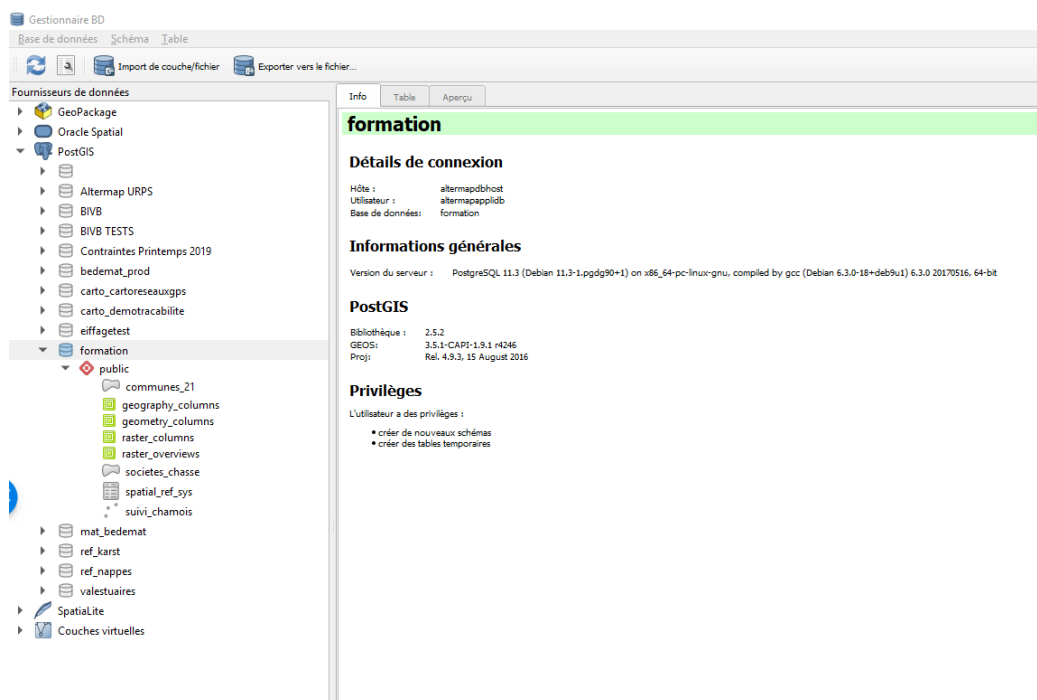 Gestionnaire BD
Base de données Schéma Table
Import de couche/fichier Exporter vers le fichier...
Fournisseurs de données
GeoPackage
Oracle Spatial
PostGIS
Altermap URPS
BIVB
BIVB TESTS
Contraintes Printemps 2019
bedemat_prod
carto_cartoreseauxgps
carto_demotracabilite
eiffagetest
formation
public
communes_21
geography_columns
geometry_columns
raster_columns
raster_overviews
societes_chasse
spatial_ref_sys
suivi_chamois
mat_bedemat
ref_karst
ref_nappes
valestuaires
SpatiaLite
Couches virtuelles
Info Table Aperçu
formation
Détails de connexion
Hôte : altermapdbhost
Utilisateur : altermapapplidb
Base de données: formation
Informations générales
Version du serveur : PostgreSQL 11.3 (Debian 11.3-1.pgdg90+1) on x86_64-pc-linux-gnu, compiled by gcc (Debian 6.3.0-18+deb9u1) 6.3.0 20170516, 64-bit
PostGIS
Bibliothèque : 2.5.2
GEOS: 3.5.1-CAPI-1.9.1 r4246
Proj: Rel. 4.9.3, 15 August 2016
Privilèges
L'utilisateur a des privilèges :
• créer de nouveaux schémas
• créer des tables temporaires